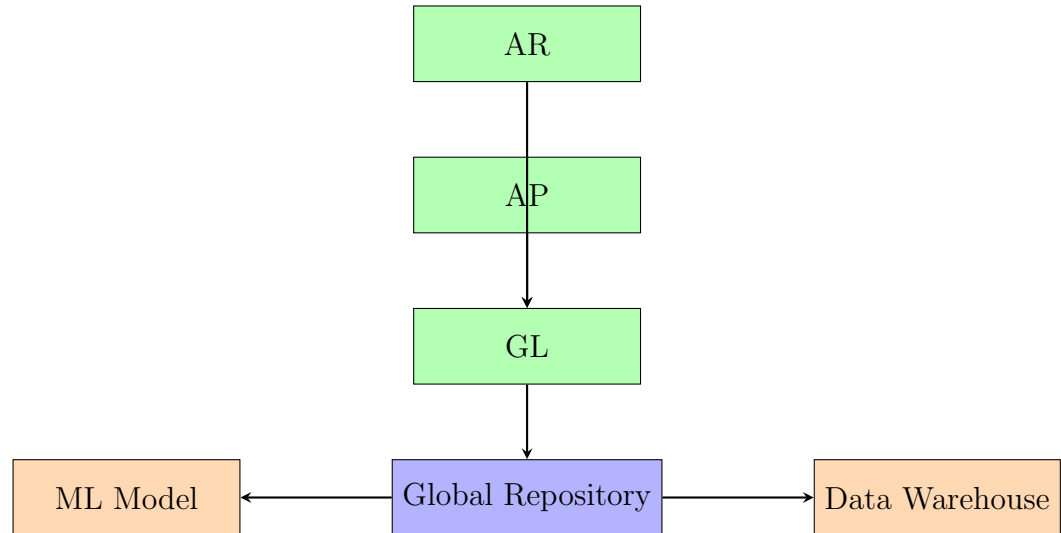 AR
AP
GL
ML Model
Global Repository
Data Warehouse